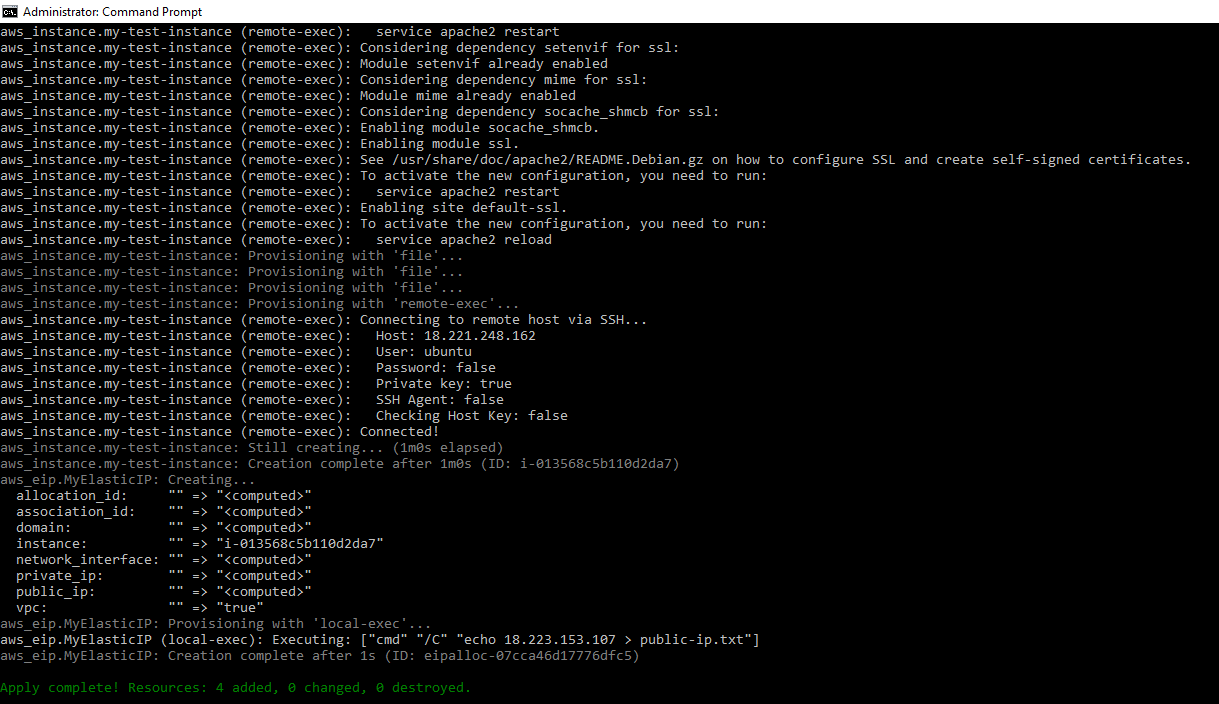 Administrator: Command Prompt
aws_instance.my-test-instance (remote-exec):   service apache2 restart
aws_instance.my-test-instance (remote-exec): Considering dependency setenvif for ssl:
aws_instance.my-test-instance (remote-exec): Module setenvif already enabled
aws_instance.my-test-instance (remote-exec): Considering dependency mime for ssl:
aws_instance.my-test-instance (remote-exec): Module mime already enabled
aws_instance.my-test-instance (remote-exec): Considering dependency socache_shmcb for ssl:
aws_instance.my-test-instance (remote-exec): Enabling module socache_shmcb.
aws_instance.my-test-instance (remote-exec): Enabling module ssl.
aws_instance.my-test-instance (remote-exec): See /usr/share/doc/apache2/README.Debian.gz on how to configure SSL and create self-signed certificates.
aws_instance.my-test-instance (remote-exec): To activate the new configuration, you need to run:
aws_instance.my-test-instance (remote-exec):   service apache2 restart
aws_instance.my-test-instance (remote-exec): Enabling site default-ssl.
aws_instance.my-test-instance (remote-exec): To activate the new configuration, you need to run:
aws_instance.my-test-instance (remote-exec):   service apache2 reload
aws_instance.my-test-instance: Provisioning with 'file'...
aws_instance.my-test-instance: Provisioning with 'file'...
aws_instance.my-test-instance: Provisioning with 'file'...
aws_instance.my-test-instance: Provisioning with 'remote-exec'...
aws_instance.my-test-instance (remote-exec): Connecting to remote host via SSH...
aws_instance.my-test-instance (remote-exec):   Host: 18.221.248.162
aws_instance.my-test-instance (remote-exec):   User: ubuntu
aws_instance.my-test-instance (remote-exec):   Password: false
aws_instance.my-test-instance (remote-exec):   Private key: true
aws_instance.my-test-instance (remote-exec):   SSH Agent: false
aws_instance.my-test-instance (remote-exec):   Checking Host Key: false
aws_instance.my-test-instance (remote-exec): Connected!
aws_instance.my-test-instance: Still creating... (1m0s elapsed)
aws_instance.my-test-instance: Creation complete after 1m0s (ID: i-013568c5b110d2da7)
aws_eip.MyElasticIP: Creating...
  allocation_id:     "" => "<computed>"
  association_id:    "" => "<computed>"
  domain:            "" => "<computed>"
  instance:          "" => "i-013568c5b110d2da7"
  network_interface: "" => "<computed>"
  private_ip:        "" => "<computed>"
  public_ip:         "" => "<computed>"
  vpc:               "" => "true"
aws_eip.MyElasticIP: Provisioning with 'local-exec'...
aws_eip.MyElasticIP (local-exec): Executing: ["cmd" "/C" "echo 18.223.153.107 > public-ip.txt"]
aws_eip.MyElasticIP: Creation complete after 1s (ID: eipalloc-07cca46d17776dfc5)
Apply complete! Resources: 4 added, 0 changed, 0 destroyed.